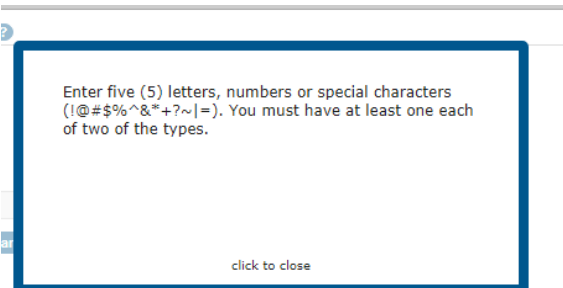 ?
Enter five (5) letters, numbers or special characters
(!@#$%^&*+?~|=). You must have at least one each
of two of the types.
click to close